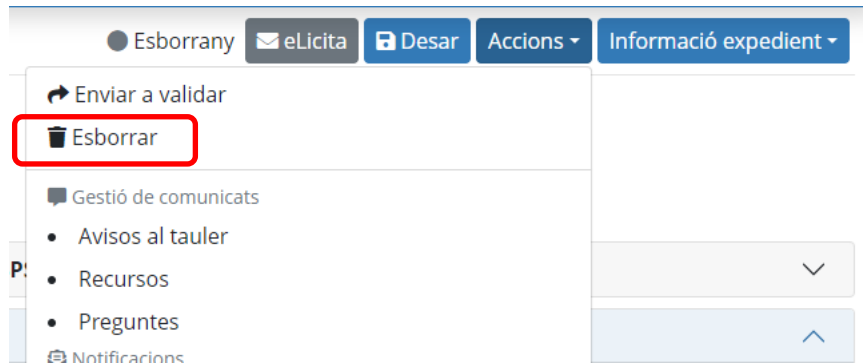 Esborrany eLicita Desar Accions Informació expedient
Enviar a validar
Esborrar
Gestió de comunicats
Avisos al tauler
Recursos
Preguntes
Notificacions